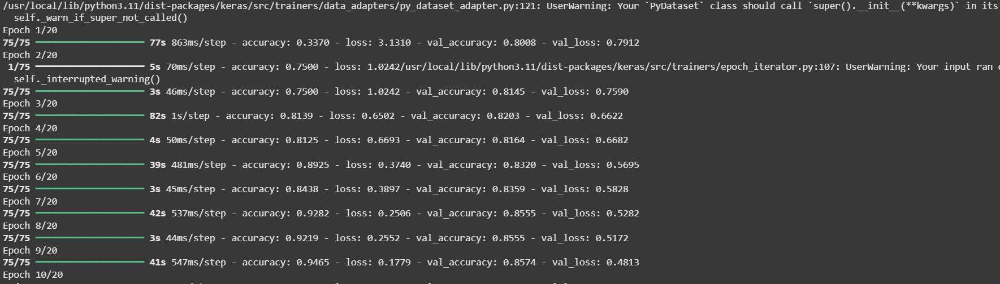 /usr/local/lib/python3.11/dist-packages/keras/src/trainers/data_adapters/py_dataset_adapter.py:121: UserWarning: Your `PyDataset` class should call `super().__init__(**kwargs)` in its
  self._warn_if_super_not_called()
Epoch 1/20
75/75 ━━━━━━━━━━━━━━━━━━━━ 77s 863ms/step - accuracy: 0.3370 - loss: 3.1310 - val_accuracy: 0.8008 - val_loss: 0.7912
Epoch 2/20
 1/75 ━━━━━━━━━━━━━━━━━━━━ 5s 70ms/step - accuracy: 0.7500 - loss: 1.0242/usr/local/lib/python3.11/dist-packages/keras/src/trainers/epoch_iterator.py:107: UserWarning: Your input ran
  self._interrupted_warning()
75/75 ━━━━━━━━━━━━━━━━━━━━ 3s 46ms/step - accuracy: 0.7500 - loss: 1.0242 - val_accuracy: 0.8145 - val_loss: 0.7590
Epoch 3/20
75/75 ━━━━━━━━━━━━━━━━━━━━ 82s 1s/step - accuracy: 0.8139 - loss: 0.6502 - val_accuracy: 0.8203 - val_loss: 0.6622
Epoch 4/20
75/75 ━━━━━━━━━━━━━━━━━━━━ 4s 50ms/step - accuracy: 0.8125 - loss: 0.6693 - val_accuracy: 0.8164 - val_loss: 0.6682
Epoch 5/20
75/75 ━━━━━━━━━━━━━━━━━━━━ 39s 481ms/step - accuracy: 0.8925 - loss: 0.3740 - val_accuracy: 0.8320 - val_loss: 0.5695
Epoch 6/20
75/75 ━━━━━━━━━━━━━━━━━━━━ 3s 45ms/step - accuracy: 0.8438 - loss: 0.3897 - val_accuracy: 0.8359 - val_loss: 0.5828
Epoch 7/20
75/75 ━━━━━━━━━━━━━━━━━━━━ 42s 537ms/step - accuracy: 0.9282 - loss: 0.2506 - val_accuracy: 0.8555 - val_loss: 0.5282
Epoch 8/20
75/75 ━━━━━━━━━━━━━━━━━━━━ 3s 44ms/step - accuracy: 0.9219 - loss: 0.2552 - val_accuracy: 0.8555 - val_loss: 0.5172
Epoch 9/20
75/75 ━━━━━━━━━━━━━━━━━━━━ 41s 547ms/step - accuracy: 0.9465 - loss: 0.1779 - val_accuracy: 0.8574 - val_loss: 0.4813
Epoch 10/20